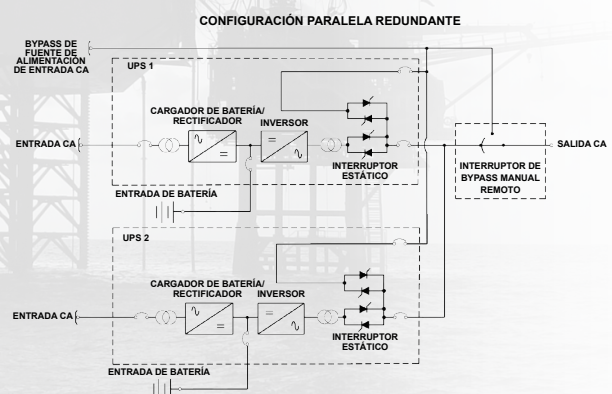 CONFIGURACIÓN PARALELA REDUNDANTE
BYPASS DE
FUENTE DE
ALIMENTACIÓN
DE ENTRADA CA
UPS 1
CARGADOR DE BATERÍA/
RECTIFICADOR
INVERSOR
ENTRADA CA
SALIDA CA
INTERRUPTOR
ESTÁTICO
INTERRUPTOR DE
BYPASS MANUAL
REMOTO
ENTRADA DE BATERÍA
UPS 2
CARGADOR DE BATERÍA/
RECTIFICADOR
INVERSOR
ENTRADA CA
INTERRUPTOR
ESTÁTICO
ENTRADA DE BATERÍA